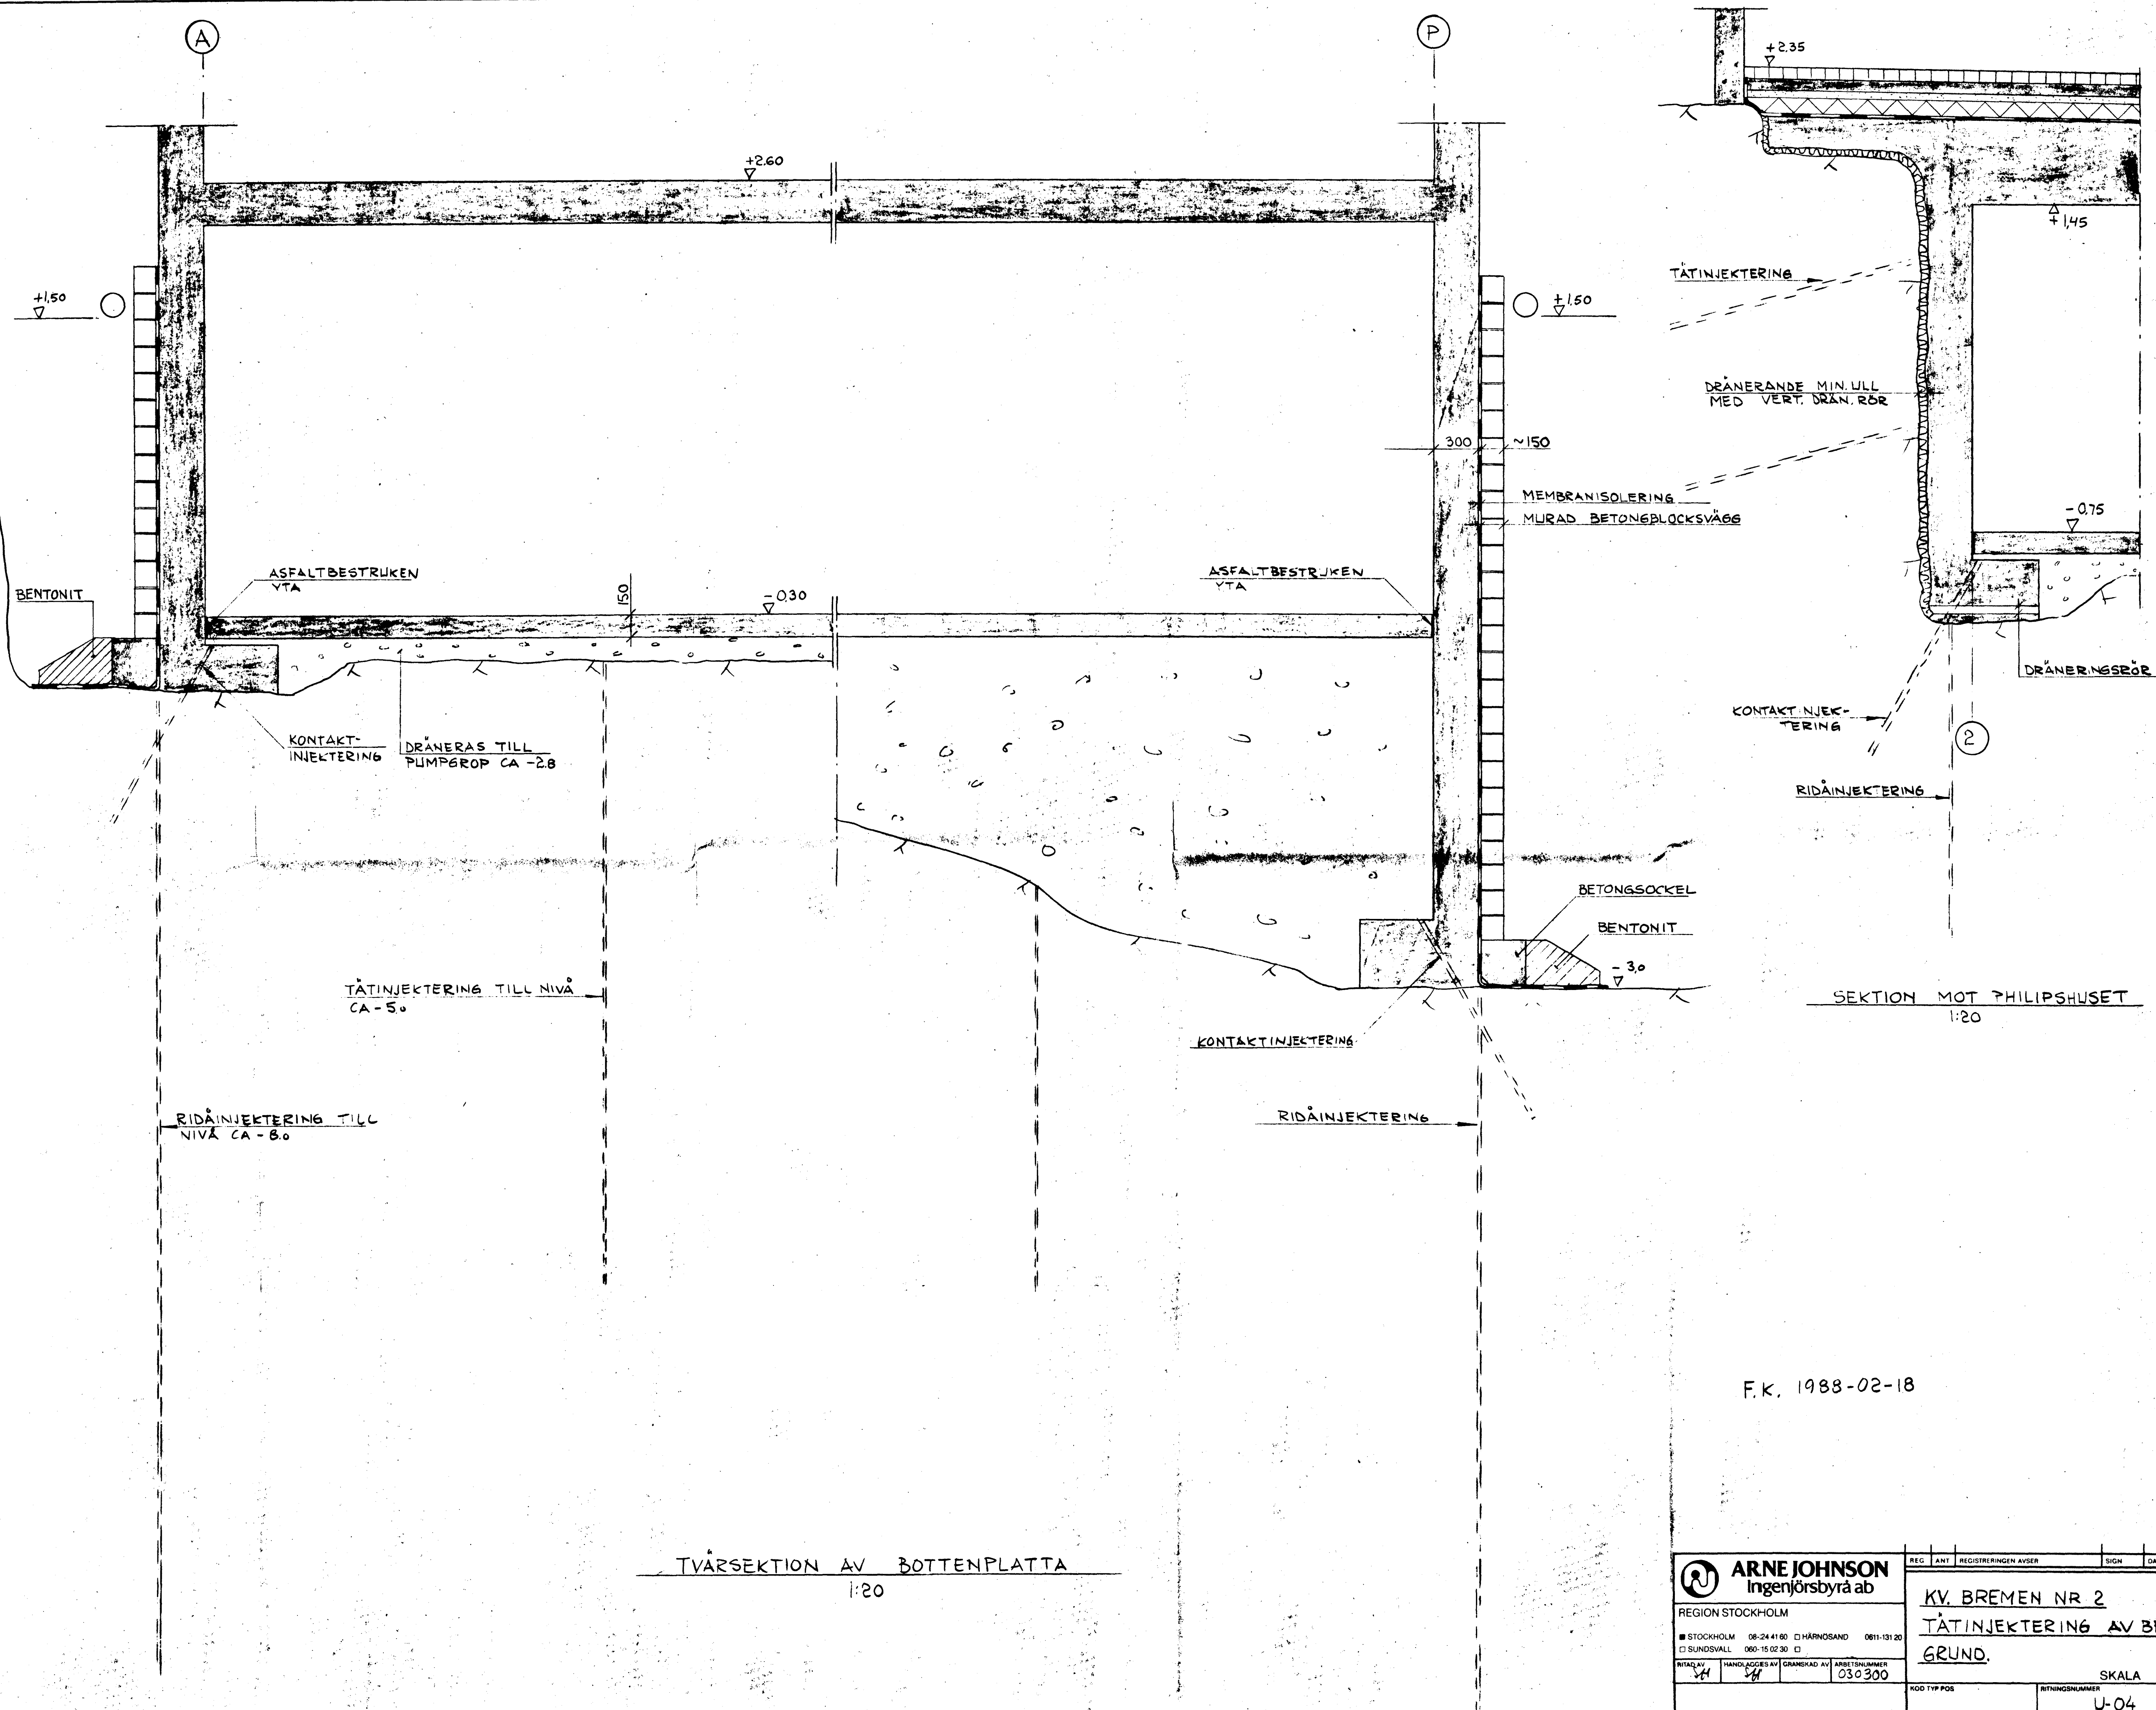 A
P
+2.60
+1,50
+1,50
BENTONIT
ASFALTBESTRUKEN
YTA
150
-0,30
ASFALTBESTRUKEN
YTA
300
~150
MEMBRANISOLERING
MURAD BETONGBLOCKSVÄGG
KONTAKT-
INJEKTERING
DRÄNERAS TILL
PUMPGROP CA -2.8
TÄTINJEKTERING TILL NIVÅ
CA -5.0
RIDÅINJEKTERING TILL
NIVÅ CA -8.0
KONTAKTINJEKTERING
RIDÅINJEKTERING
BETONGSOCKEL
BENTONIT
-3,0
TVÄRSEKTION AV BOTTENPLATTA
1:20
+2.35
+1,45
TÄTINJEKTERING
DRÄNERANDE MIN.ULL
MED VERT. DRÄN. RÖR
-0,75
DRÄNERINGSRÖR
KONTAKTINJEK-
TERING
2
RIDÅINJEKTERING
SEKTION MOT PHILIPSHUSET
1:20
F.K. 1988-02-18
ARNE JOHNSON
Ingenjörsbyrå ab
REGION STOCKHOLM
STOCKHOLM 08-24 41 60 HÄRNÖSAND 0611-131 20
SUNDSVALL 060-15 02 30
RITAD AV HANDLAGGES AV GRANSKAD AV ARBETSNUMMER
030300
REG ANT REGISTRERINGEN AVSER SIGN
KV. BREMEN NR 2
TÄTINJEKTERING AV
GRUND.
SKALA
KOD TYP POS RITNINGSNUMMER
U-04